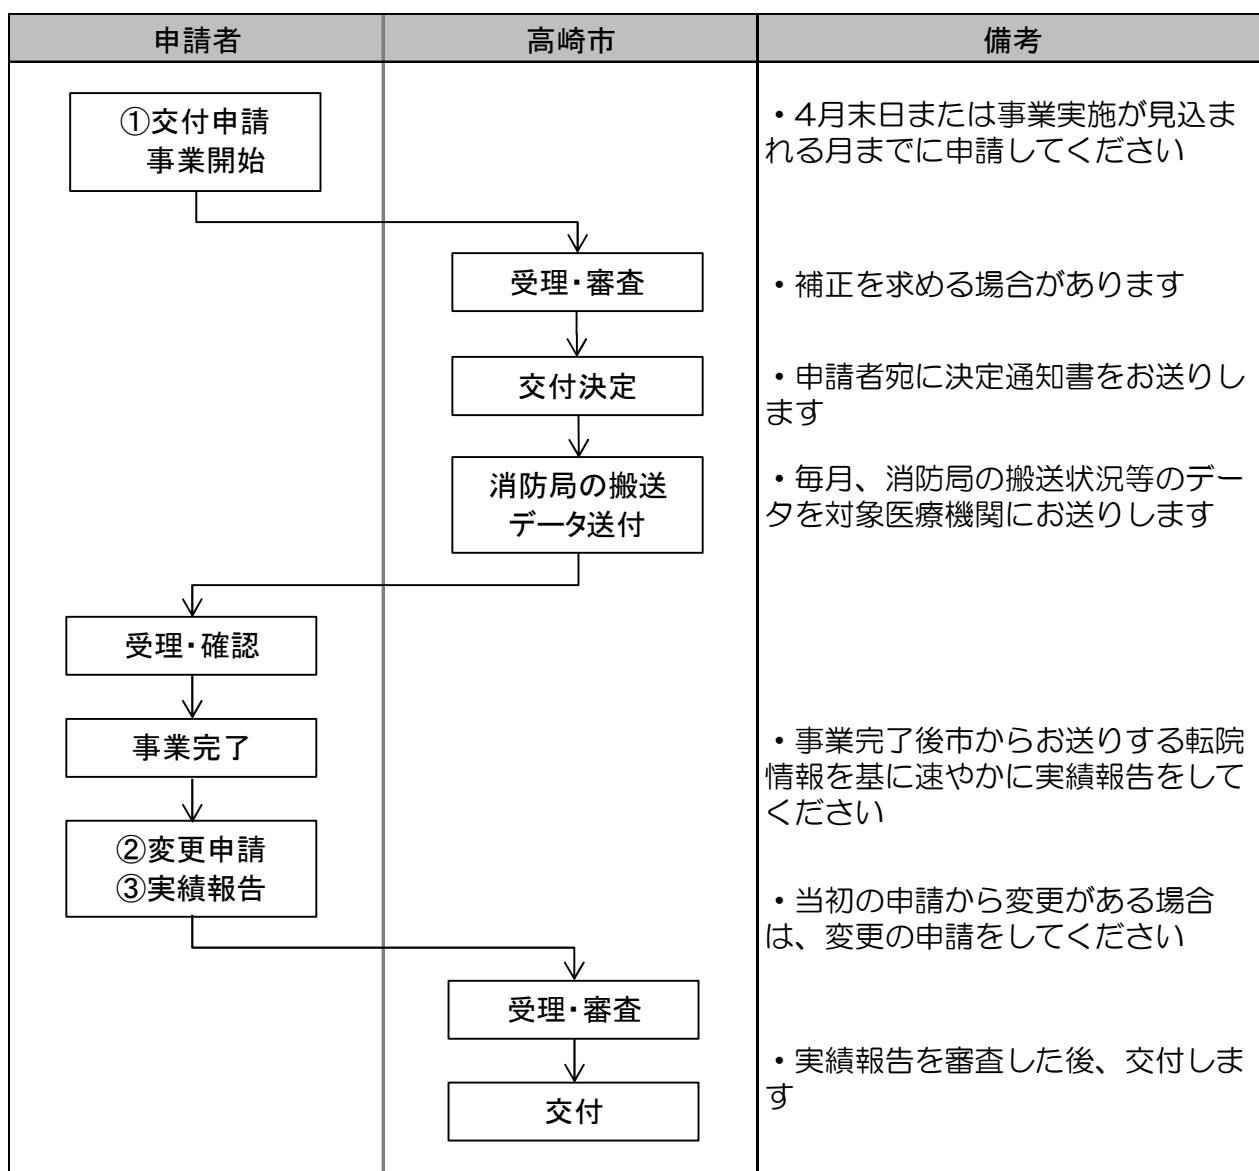 申請者
高崎市
備考
①交付申請
事業開始
・4月末日または事業実施が見込ま
れる月までに申請してください
受理・審査
・補正を求める場合があります
交付決定
・申請者宛に決定通知書をお送りし
ます
消防局の搬送
データ送付
・毎月、消防局の搬送状況等のデー
タを対象医療機関にお送りします
受理・確認
事業完了
・事業完了後市からお送りする転院
情報を基に速やかに実績報告をして
ください
②変更申請
③実績報告
・当初の申請から変更がある場合
は、変更の申請をしてください
受理・審査
・実績報告を審査した後、交付しま
す
交付